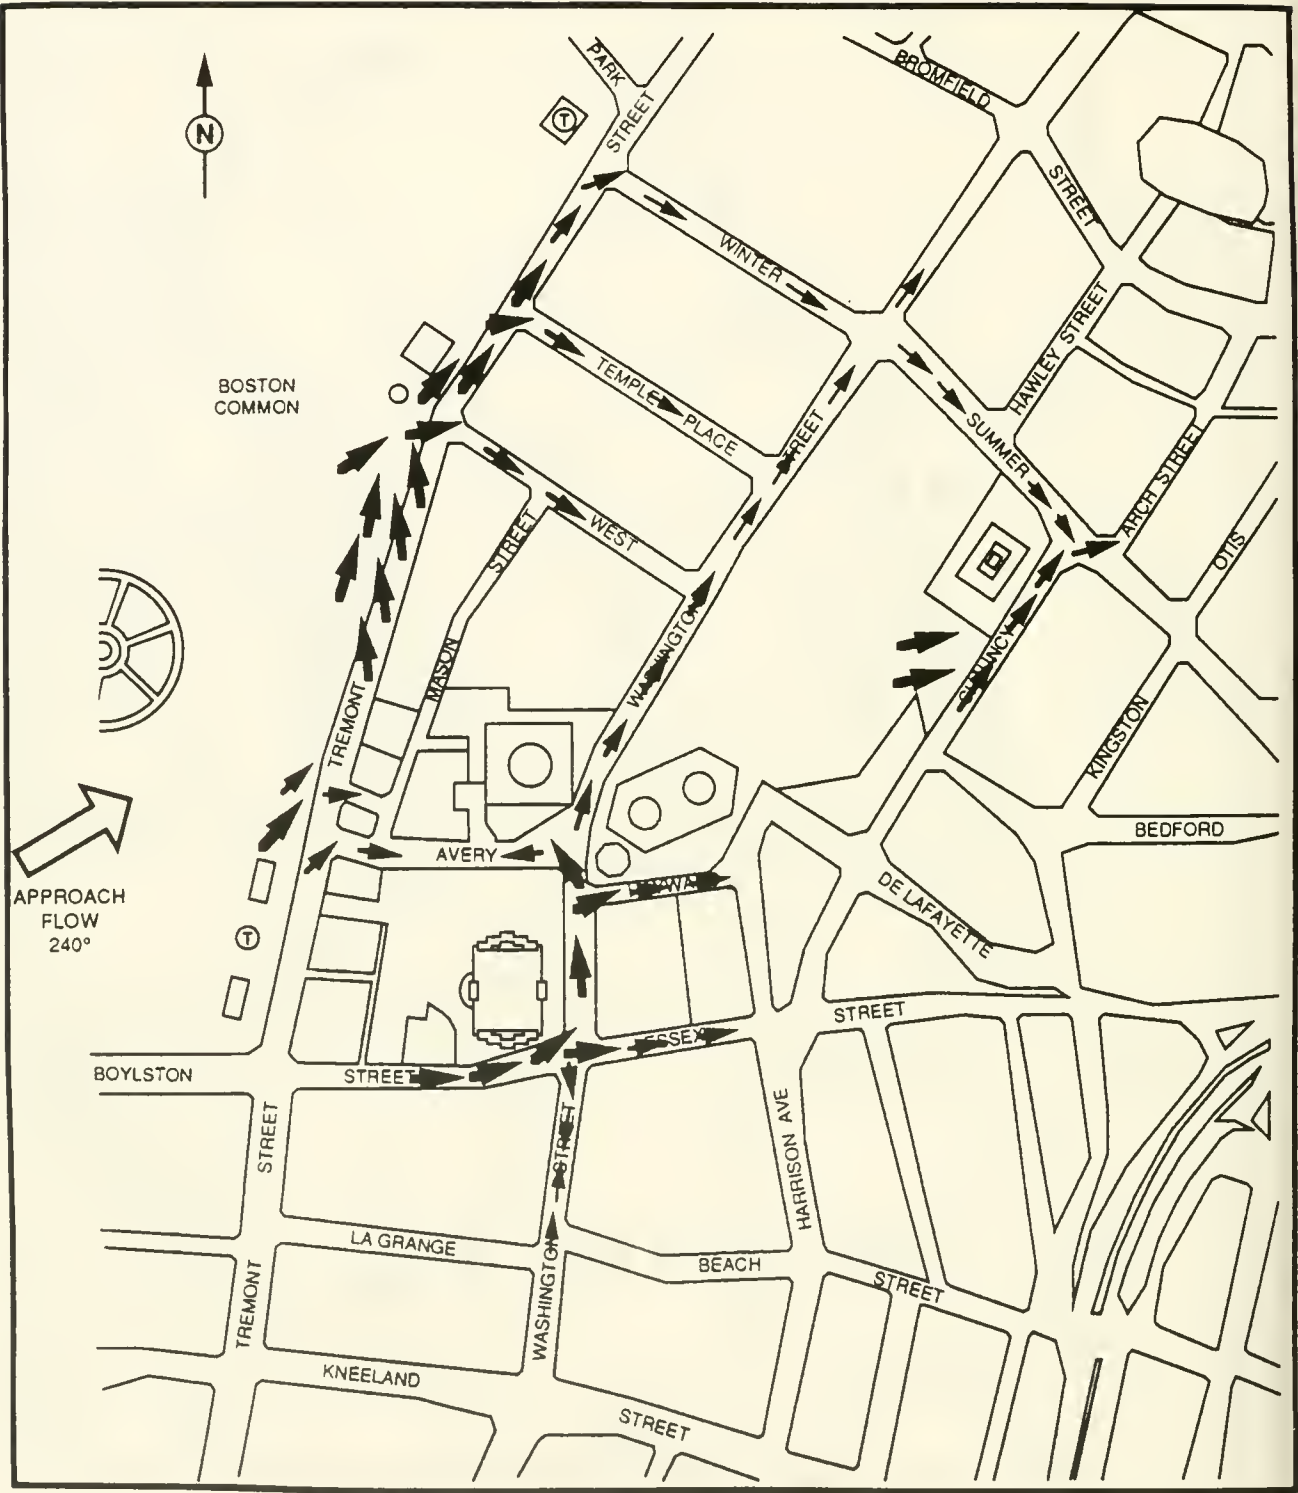 PARK
STREET
BROMFIELD
STREET
T
N
WINTER
HAWLEY STREET
BOSTON
COMMON
TEMPLE
PLACE
STREET
SUMMER
ARCH STREET
STREET
WEST
OTIS
MASON
WASHINGTON
CHAUNCY
TREMONT
KINGSTON
BEDFORD
AVERY
APPROACH
FLOW
240°
DE LAFAYETTE
T
STREET
ESSEX
BOYLSTON
STREET
STREET
STREET
HARRISON AVE
LA GRANGE
BEACH
STREET
TREMONT
WASHINGTON
KNEELAND
STREET